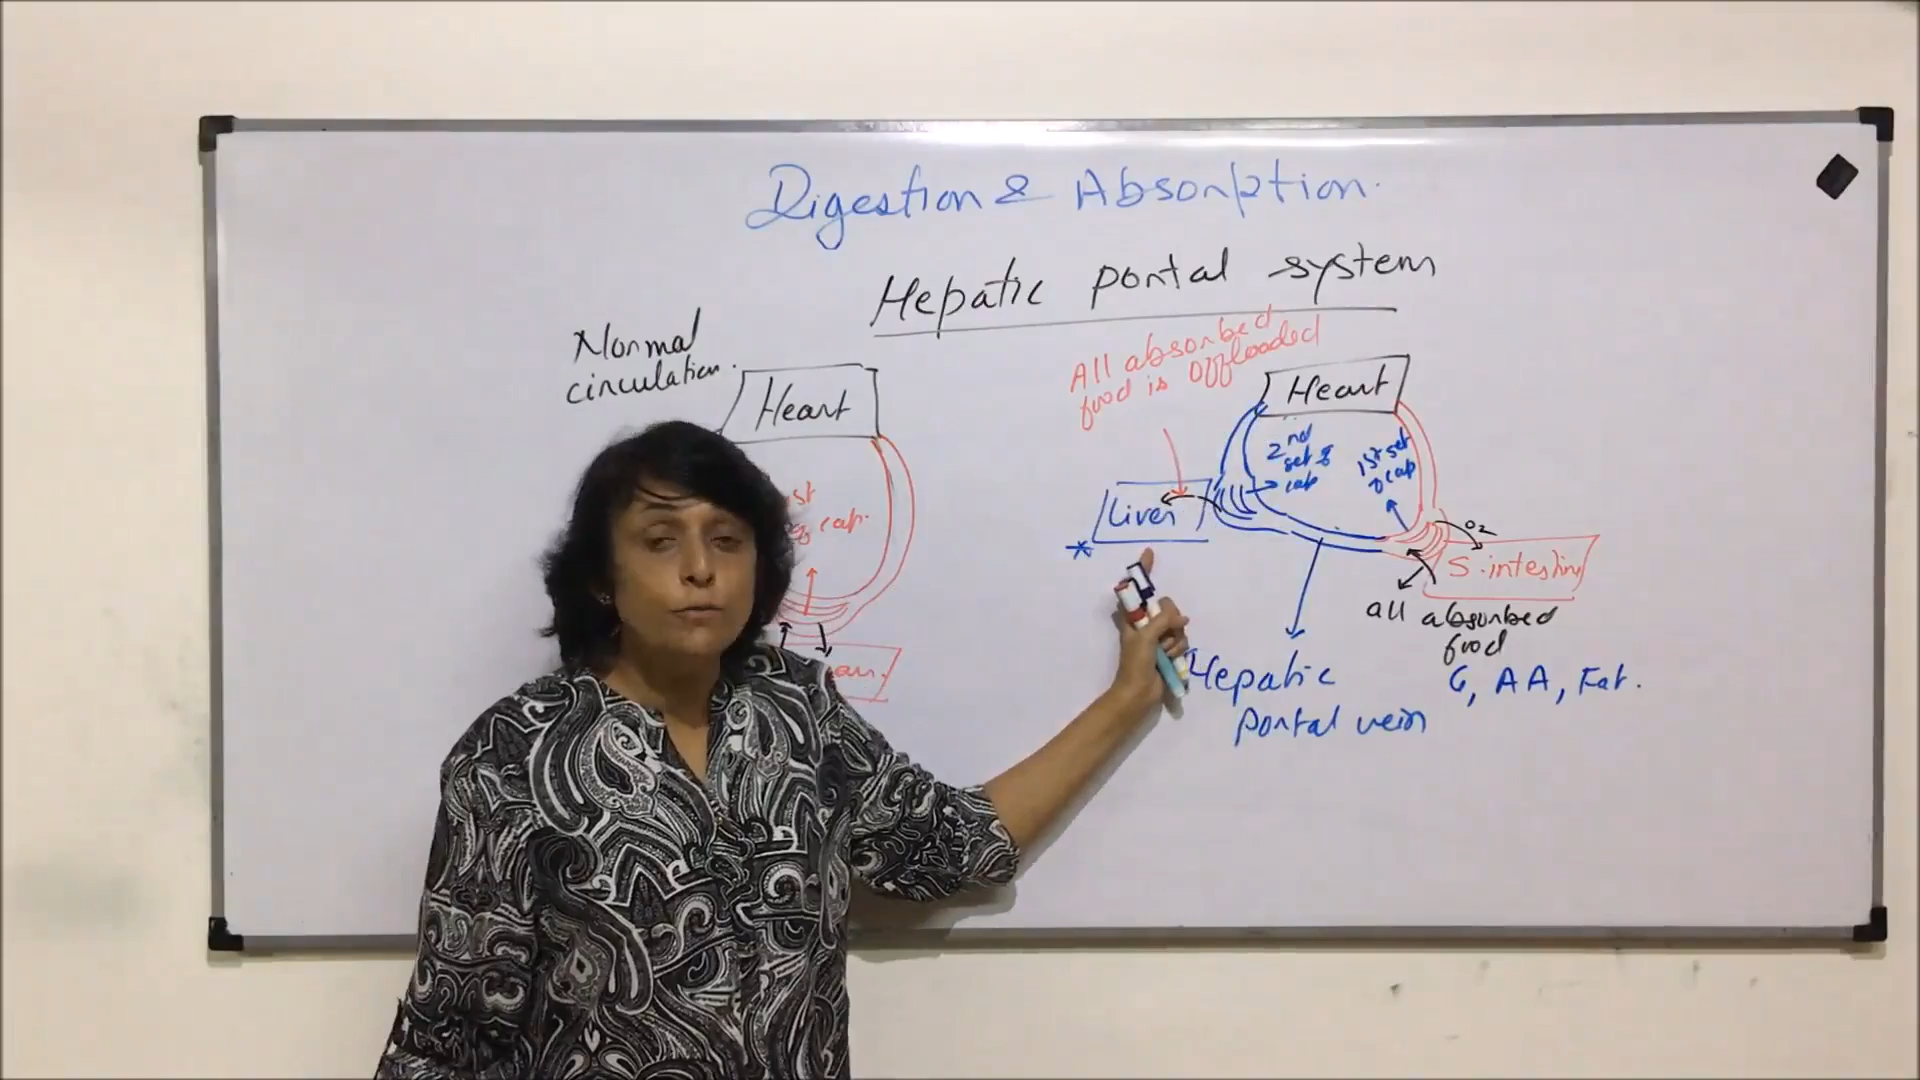 Digestion & Absorption.
Hepatic portal system
Normal
circulation.
Heart
cap.
All absorbed
food is offloaded
Heart
2nd
set of
cap
1st set
of cap
Liver
*
O2
S. intestine
all absorbed
food
G, AA, Fat.
Hepatic
portal vein